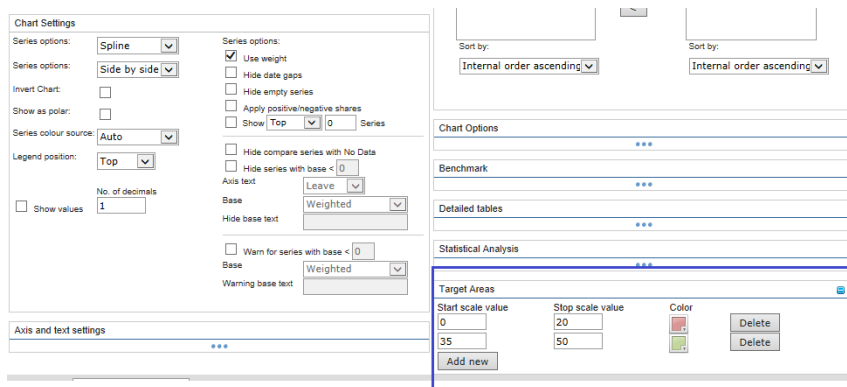 Chart Settings
Series options: Spline
Series options: Side by side
Invert Chart:
Show as polar:
Series colour source: Auto
Legend position: Top
No. of decimals
Show values 1
Series options:
Use weight
Hide date gaps
Hide empty series
Apply positive/negative shares
Show Top 0 Series
Hide compare series with No Data
Hide series with base < 0
Axis text Leave
Base Weighted
Hide base text
Warn for series with base < 0
Base Weighted
Warning base text
Axis and text settings
<
Sort by: Sort by:
Internal order ascending Internal order ascending
Chart Options
Benchmark
Detailed tables
Statistical Analysis
Target Areas
Start scale value Stop scale value Color
0 20 Delete
35 50 Delete
Add new